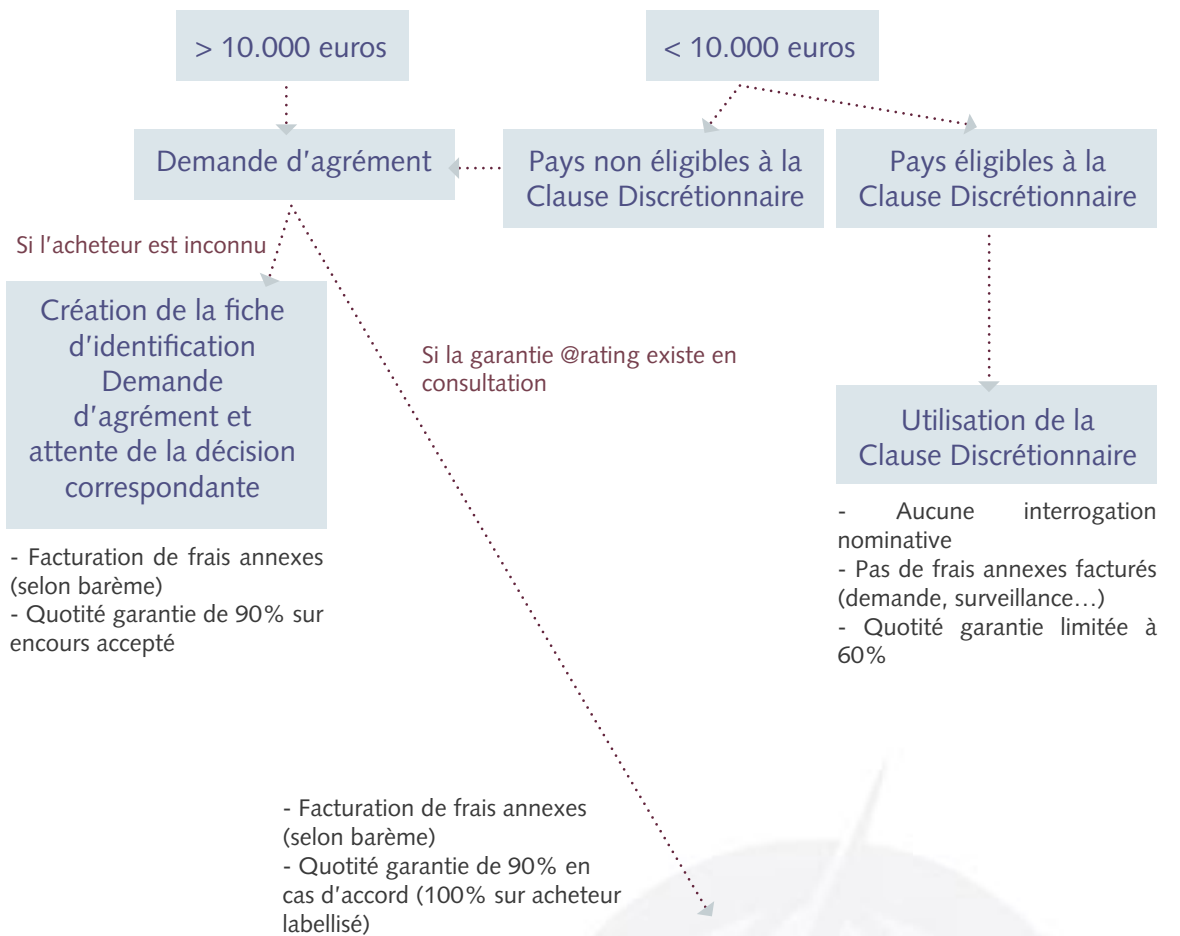 > 10.000 euros
< 10.000 euros
Demande d'agrément
Pays non éligibles à la
Clause Discrétionnaire
Pays éligibles à la
Clause Discrétionnaire
Si l'acheteur est inconnu
Création de la fiche
d'identification
Demande
d'agrément et
attente de la décision
correspondante
Si la garantie @rating existe en
consultation
Utilisation de la
Clause Discrétionnaire
- Facturation de frais annexes
(selon barème)
- Quotité garantie de 90% sur
encours accepté
- Aucune interrogation
nominative
- Pas de frais annexes facturés
(demande, surveillance…)
- Quotité garantie limitée à
60%
- Facturation de frais annexes
(selon barème)
- Quotité garantie de 90% en
cas d'accord (100% sur acheteur
labellisé)